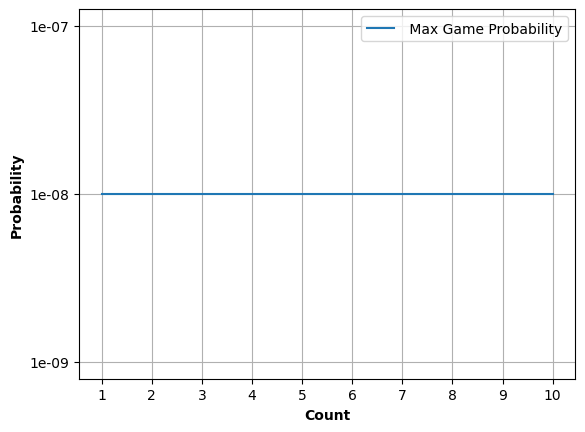 1e-07
Max Game Probability
Probability
1e-08
1e-09
1 2 3 4 5 6 7 8 9 10
Count